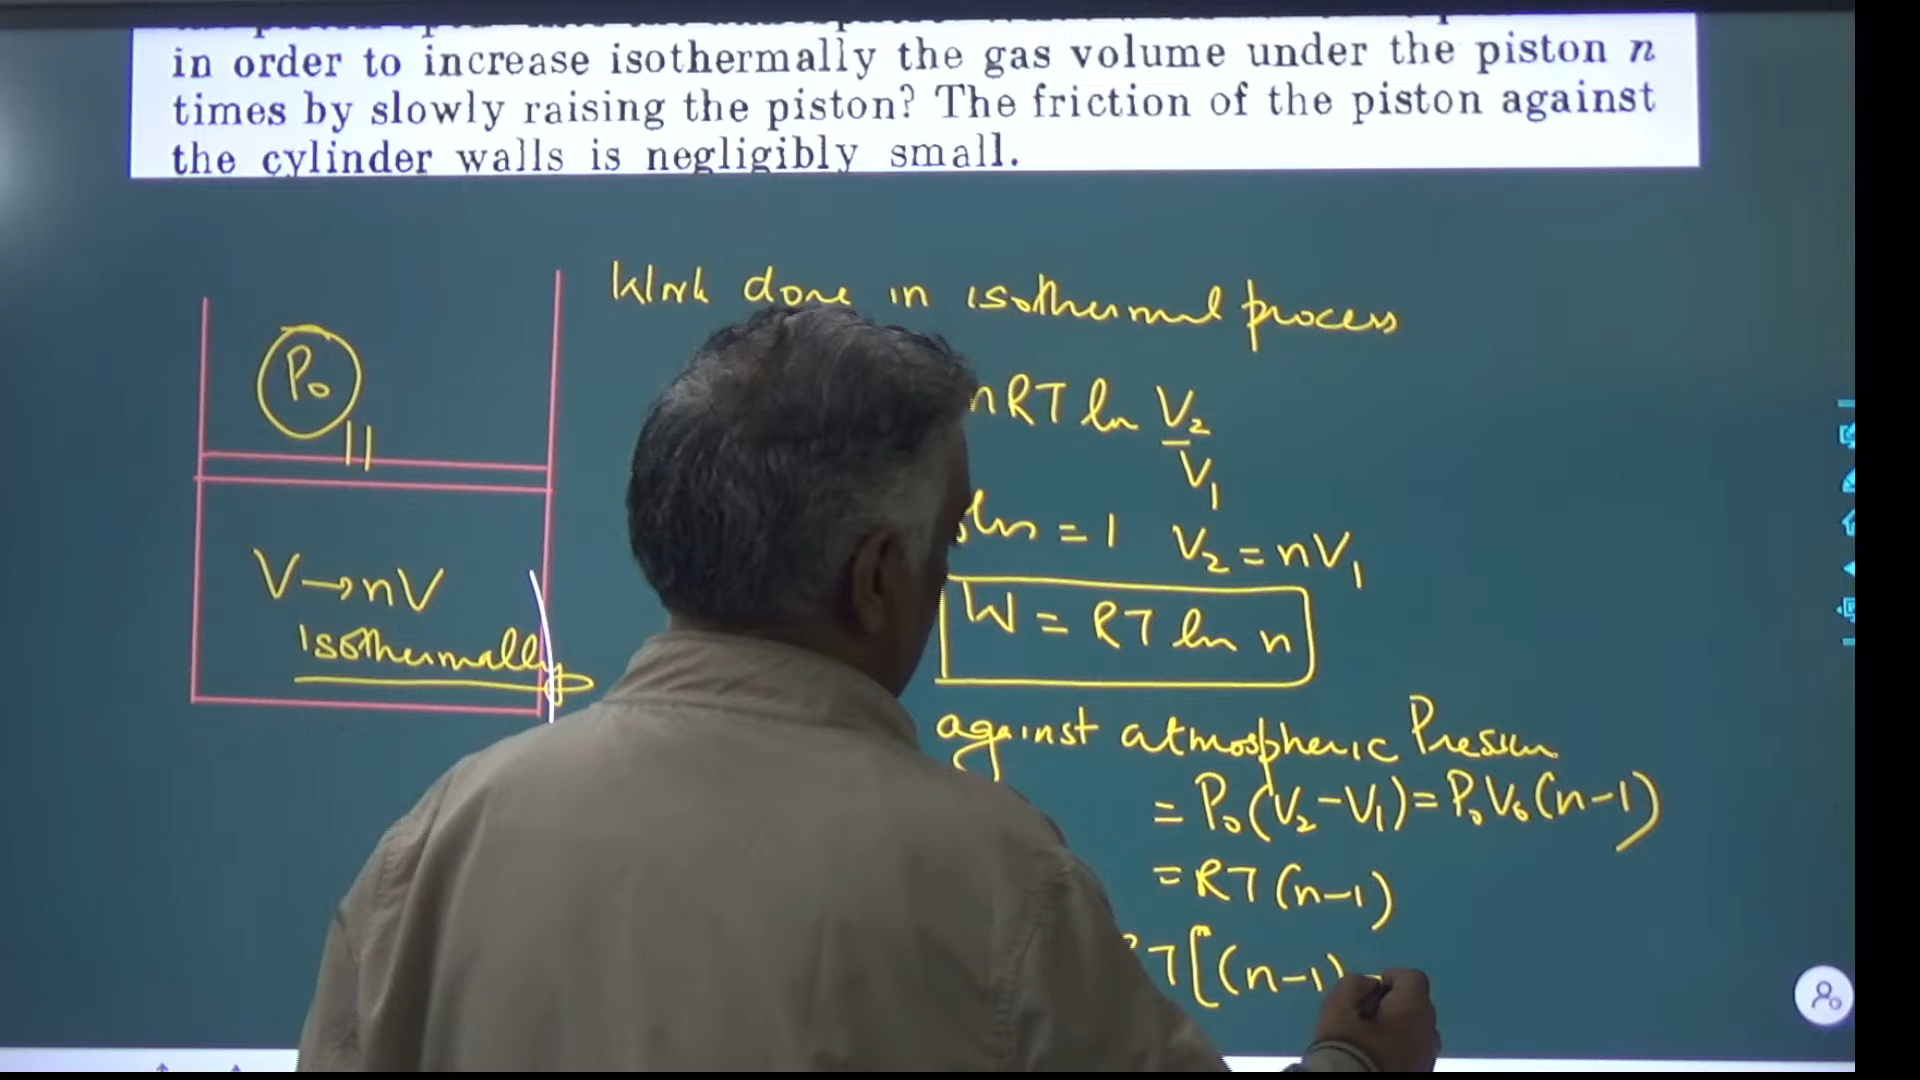 in order to increase isothermally the gas volume under the piston n
times by slowly raising the piston? The friction of the piston against
the cylinder walls is negligibly small.
Work done in isothermal process
P₀
nRT ln V₂
V₁
= 1 V₂ = nV₁
V→nV
isothermally
W = RT ln n
against atmospheric Pressure
= P₀(V₂-V₁) = P₀V₀(n-1)
= RT(n-1)
T[(n-1)